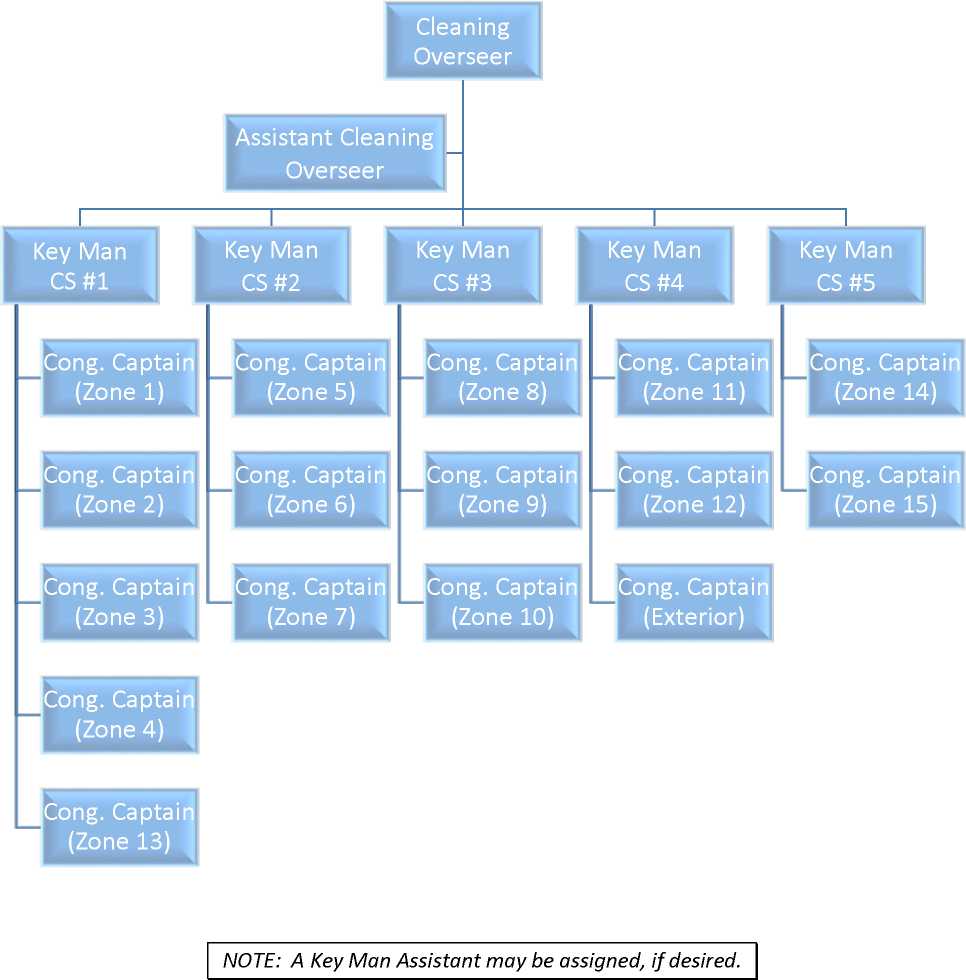 Cleaning
Overseer
Assistant Cleaning
Overseer
Key Man
CS #1
Key Man
CS #2
Key Man
CS #3
Key Man
CS #4
Key Man
CS #5
Cong. Captain
(Zone 1)
Cong. Captain
(Zone 2)
Cong. Captain
(Zone 3)
Cong. Captain
(Zone 4)
Cong. Captain
(Zone 13)
Cong. Captain
(Zone 5)
Cong. Captain
(Zone 6)
Cong. Captain
(Zone 7)
Cong. Captain
(Zone 8)
Cong. Captain
(Zone 9)
Cong. Captain
(Zone 10)
Cong. Captain
(Zone 11)
Cong. Captain
(Zone 12)
Cong. Captain
(Exterior)
Cong. Captain
(Zone 14)
Cong. Captain
(Zone 15)
NOTE: A Key Man Assistant may be assigned, if desired.